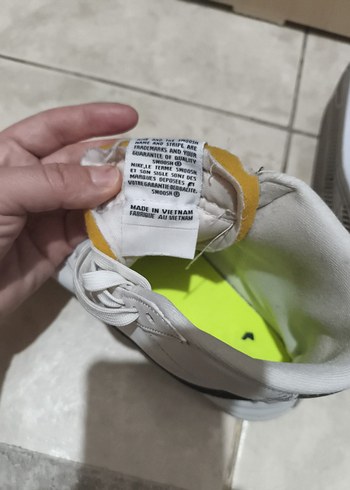 NAME AND STRIPE ARE
TRADEMARKS AND YOUR
GUARANTEE OF QUALITY.
SWOOSH®
NIKE, LE TERME SWOOSH
ET SON SIGLE SONT DES
MARQUES DEPOSEES ET
VOTRE GARANTIE DE QUALITE.
SWOOSH®
MADE IN VIETNAM
FABRIQUE AU VIETNAM